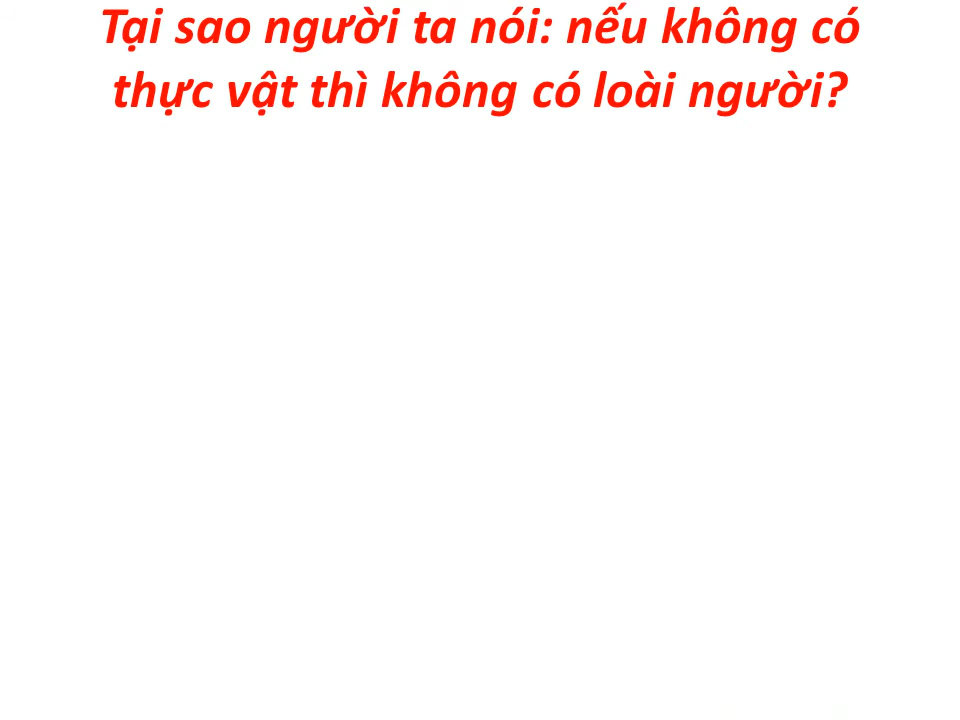 Tại sao người ta nói: nếu không có
thực vật thì không có loài người?